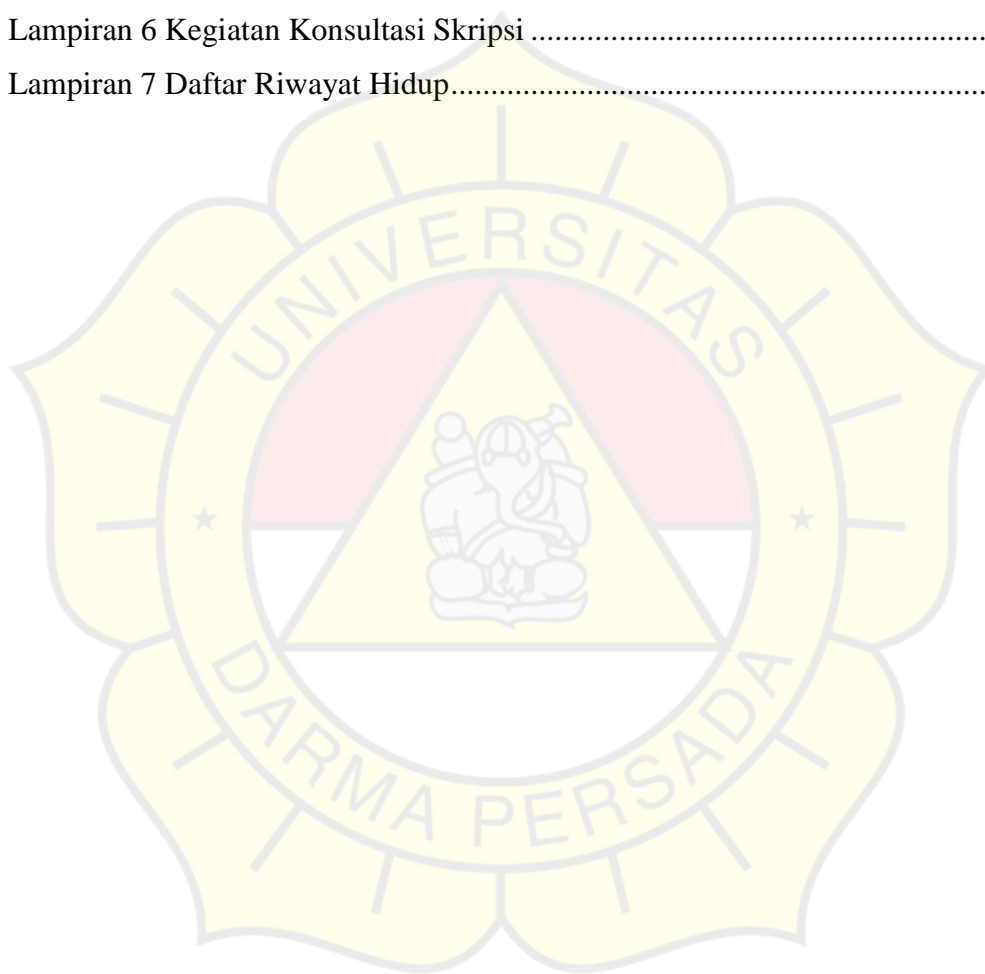 Lampiran 6 Kegiatan Konsultasi Skripsi ..........................................................
Lampiran 7 Daftar Riwayat Hidup....................................................................
UNIVERSITAS
DARMA PERSADA